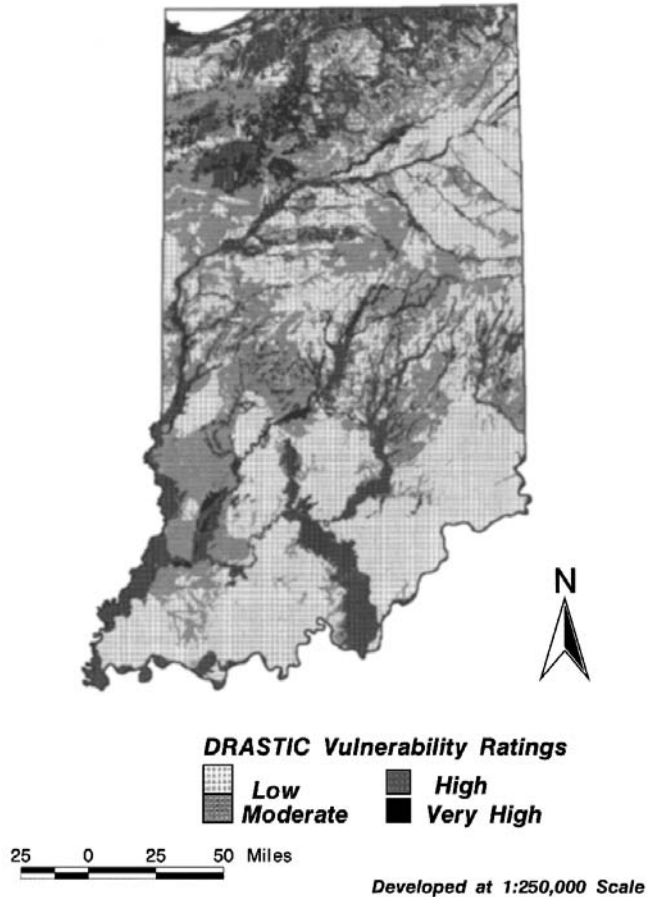 N
DRASTIC Vulnerability Ratings
Low
High
Moderate
Very High
25 0 25 50 Miles
Developed at 1:250,000 Scale